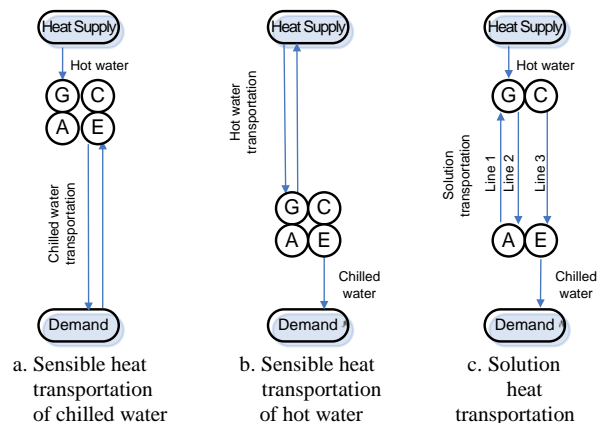 Heat Supply
Hot water
G C
A E
Chilled water
transportation
Demand
a. Sensible heat
transportation
of chilled water
Heat Supply
Hot water
transportation
G C
A E
Chilled
water
Demand
b. Sensible heat
transportation
of hot water
Heat Supply
Hot water
G C
Solution
transportation
Line 1
Line 2
Line 3
A E
Chilled
water
Demand
c. Solution
heat
transportation